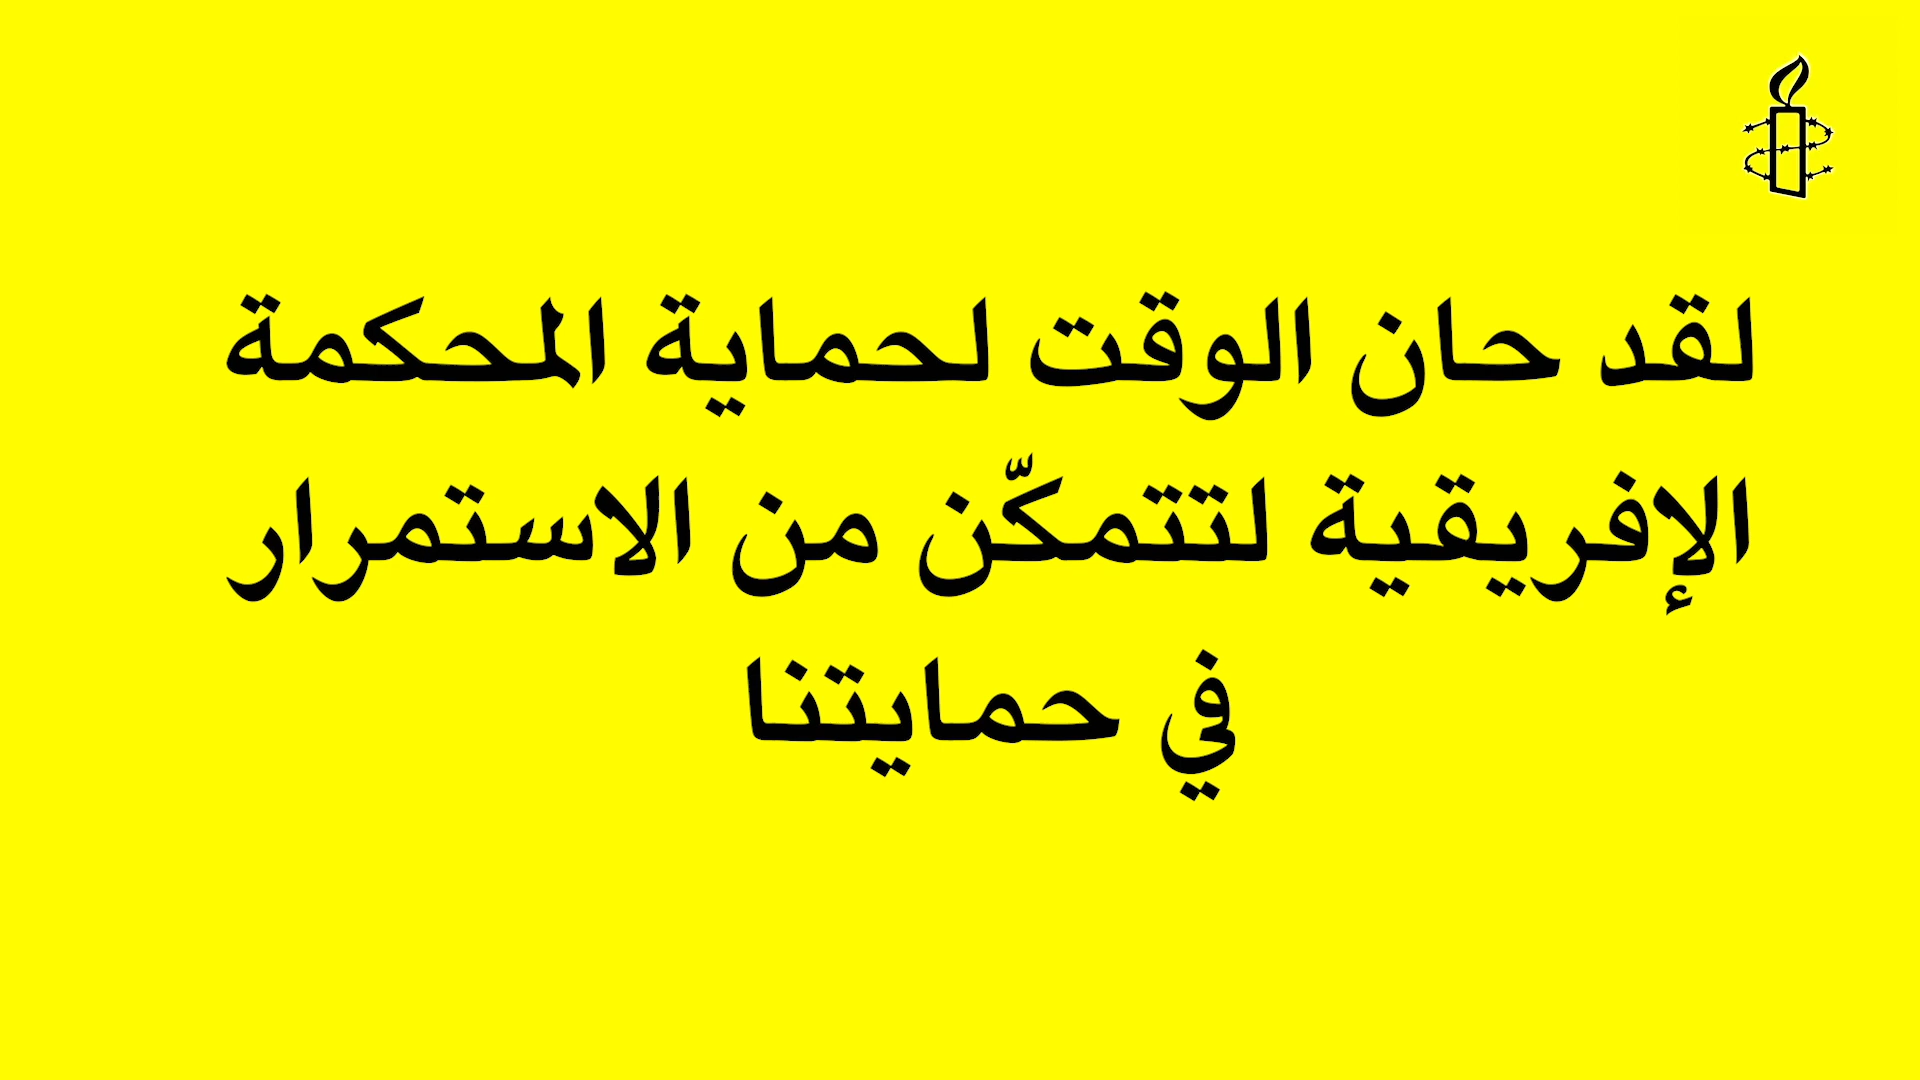 لقد حان الوقت لحماية المحكمة
الإفريقية لتتمكّن من الاستمرار
في حمايتنا